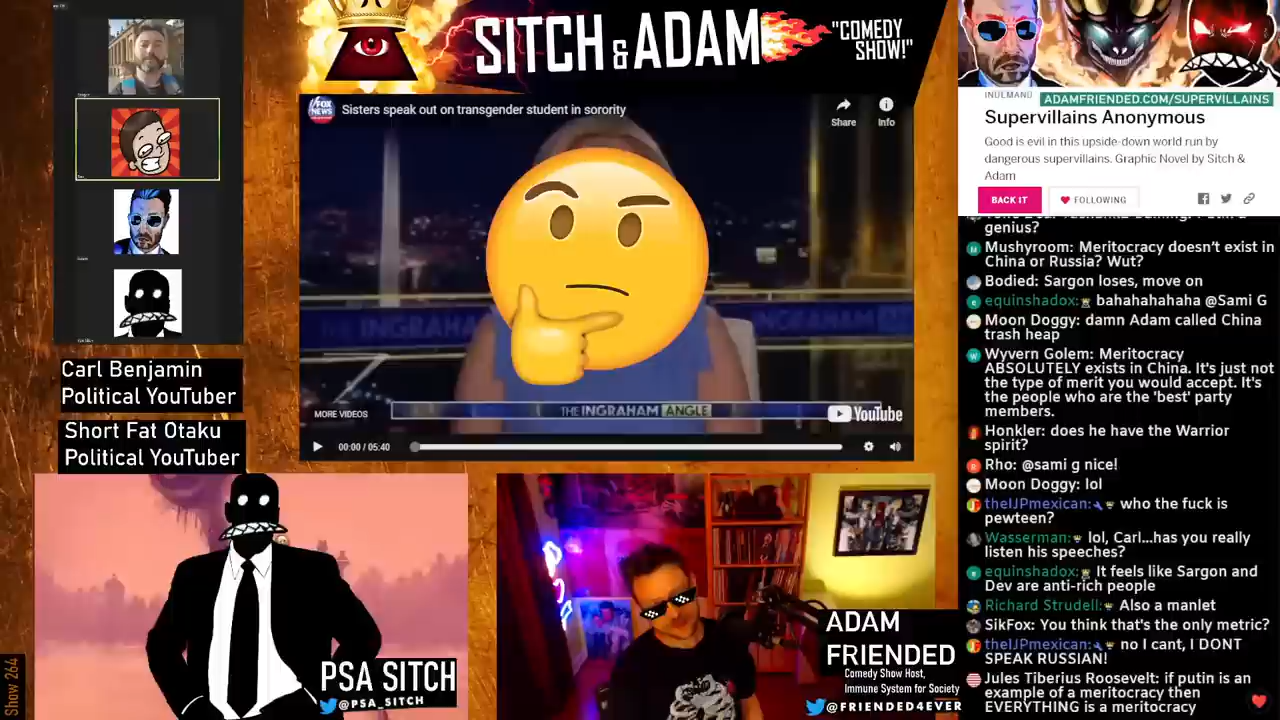 SITCH & ADAM
"COMEDY
SHOW!"
FOX
NEWS
Sisters speak out on transgender student in sorority
Share
Info
THE INGRAHAM
INGRAHAM
MORE VIDEOS
THE INGRAHAM ANGLE
YouTube
00:00 / 05:40
Carl Benjamin
Political YouTuber
Short Fat Otaku
Political YouTuber
PSA SITCH
@PSA_SITCH
Show 264
ADAM
FRIENDED
Comedy Show Host,
Immune System for Society
@FRIENDED4EVER
ADAMFRIENDED.COM/SUPERVILLAINS
Supervillains Anonymous
Good is evil in this upside-down world run by
dangerous supervillains. Graphic Novel by Sitch &
Adam
BACK IT
FOLLOWING
genius?
Mushyroom: Meritocracy doesn't exist in
China or Russia? Wut?
Bodied: Sargon loses, move on
equinshadox: bahahahahaha @Sami G
Moon Doggy: damn Adam called China
trash heap
Wyvern Golem: Meritocracy
ABSOLUTELY exists in China. It's just not
the type of merit you would accept. It's
the people who are the 'best' party
members.
Honkler: does he have the Warrior
spirit?
Rho: @sami g nice!
Moon Doggy: lol
theIJPmexican: who the fuck is
pewteen?
Wasserman: lol, Carl...has you really
listen his speeches?
equinshadox: It feels like Sargon and
Dev are anti-rich people
Richard Strudell: Also a manlet
SikFox: You think that's the only metric?
theIJPmexican: no I cant, I DONT
SPEAK RUSSIAN!
Jules Tiberius Roosevelt: if putin is an
example of a meritocracy then
EVERYTHING is a meritocracy